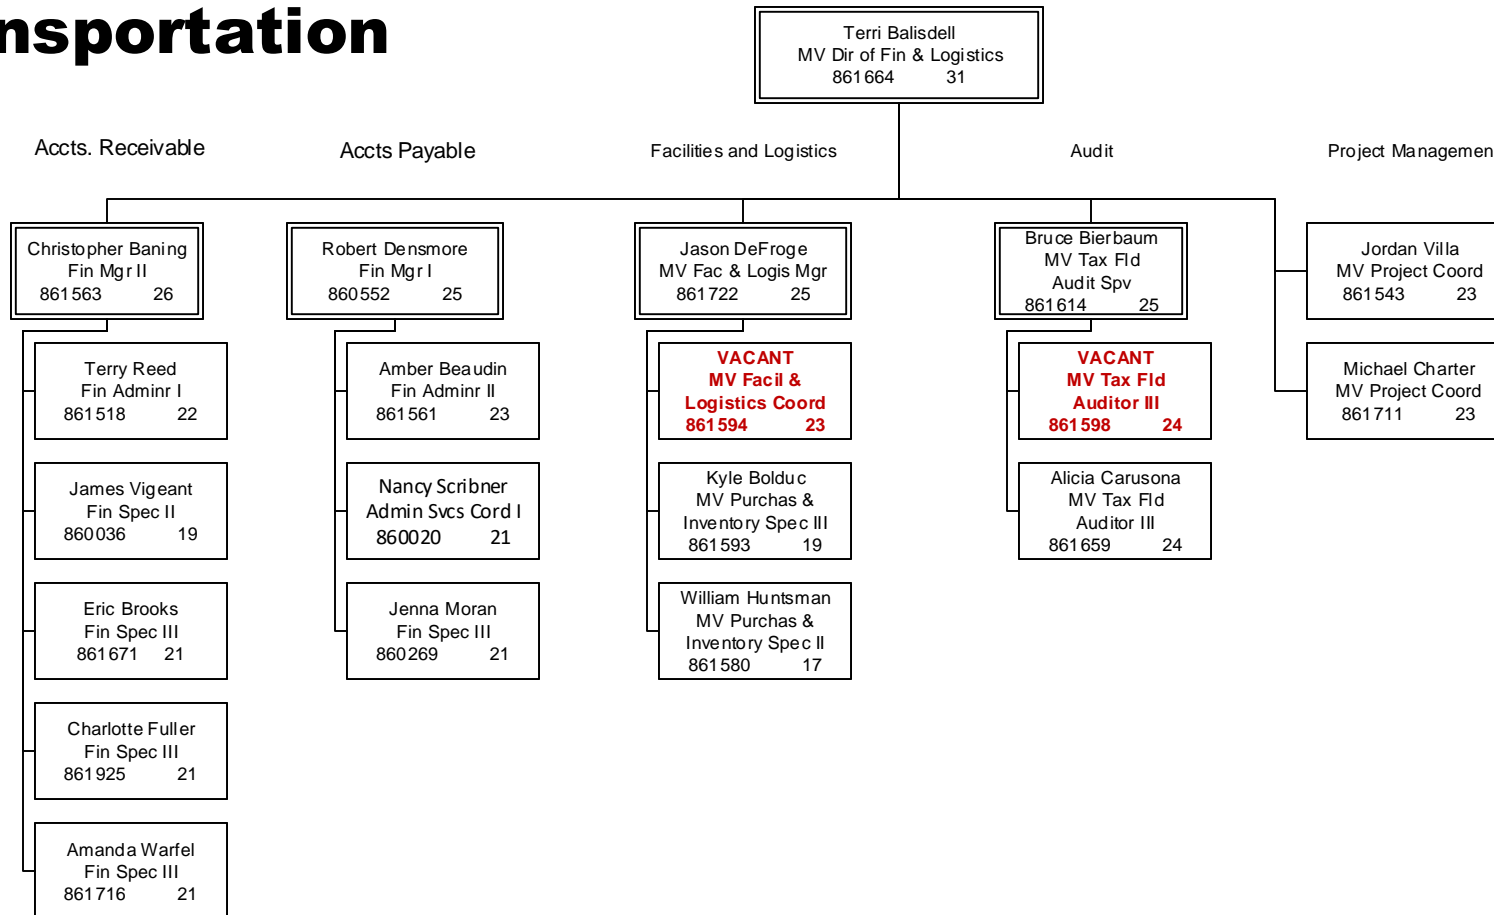 nsportation
Terri Balisdell
MV Dir of Fin & Logistics
861664 31
Accts. Receivable
Accts Payable
Facilities and Logistics
Audit
Project Managemen
Christopher Baning
Fin Mgr II
861563 26
Robert Densmore
Fin Mgr I
860552 25
Jason DeFroge
MV Fac & Logis Mgr
861722 25
Bruce Bierbaum
MV Tax Fld
Audit Spv
861614 25
Jordan Villa
MV Project Coord
861543 23
Terry Reed
Fin Adminr I
861518 22
Amber Beaudin
Fin Adminr II
861561 23
VACANT
MV Facil &
Logistics Coord
861594 23
VACANT
MV Tax Fld
Auditor III
861598 24
Michael Charter
MV Project Coord
861711 23
James Vigeant
Fin Spec II
860036 19
Nancy Scribner
Admin Svcs Cord I
860020 21
Kyle Bolduc
MV Purchas &
Inventory Spec III
861593 19
Alicia Carusona
MV Tax Fld
Auditor III
861659 24
Eric Brooks
Fin Spec III
861671 21
Jenna Moran
Fin Spec III
860269 21
William Huntsman
MV Purchas &
Inventory Spec II
861580 17
Charlotte Fuller
Fin Spec III
861925 21
Amanda Warfel
Fin Spec III
861716 21